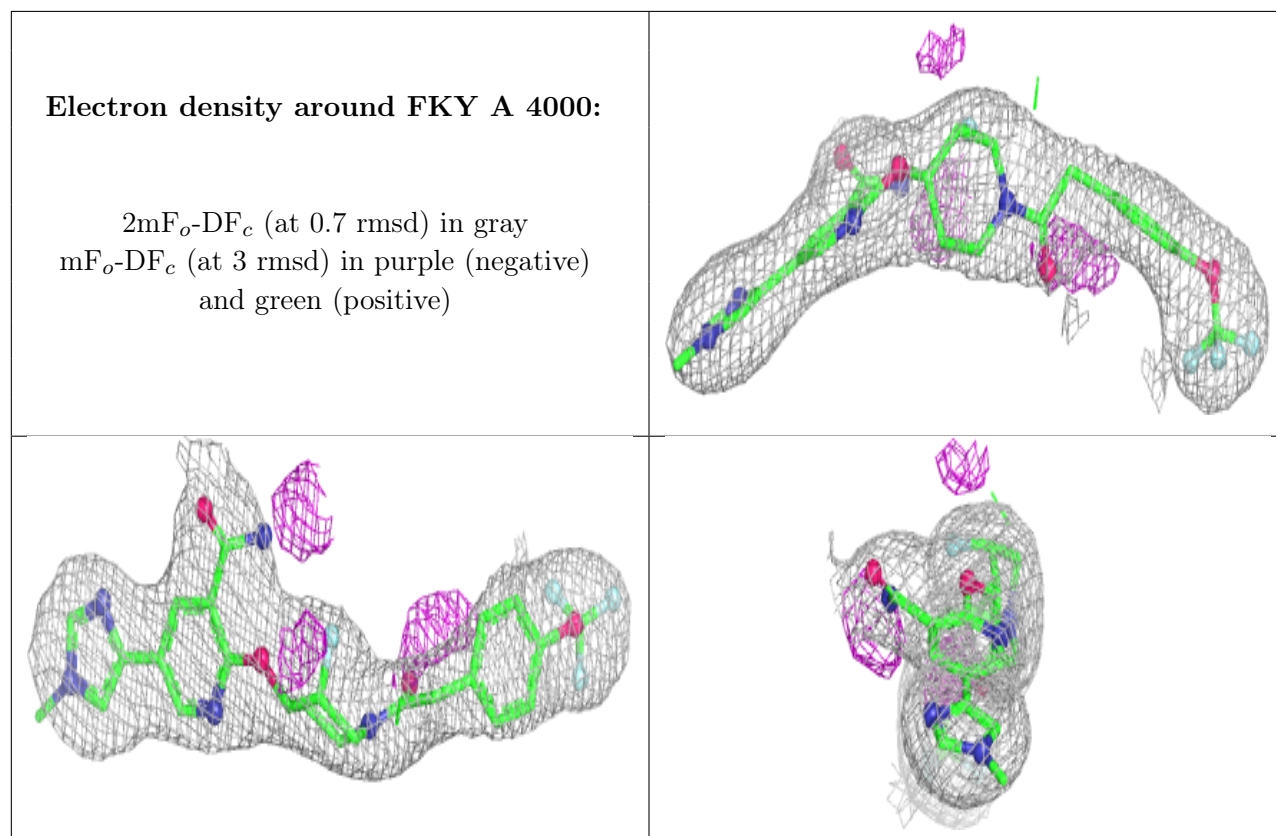 Electron density around FKY A 4000:
2mFo-DFc (at 0.7 rmsd) in gray
mFo-DFc (at 3 rmsd) in purple (negative)
and green (positive)